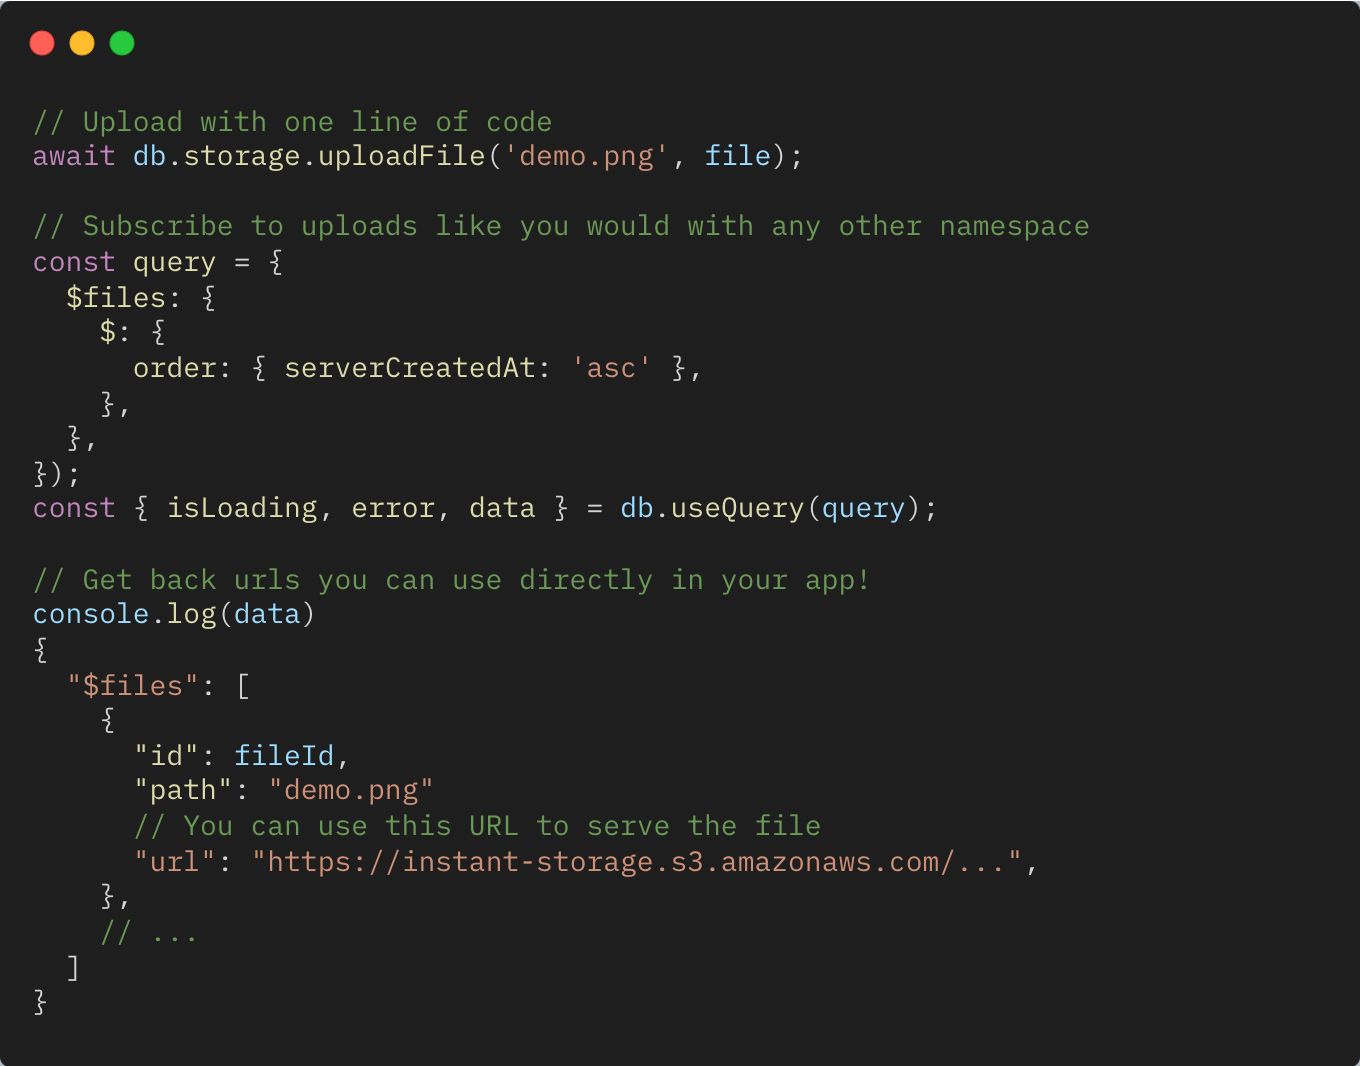 // Upload with one line of code
await db.storage.uploadFile('demo.png', file);

// Subscribe to uploads like you would with any other namespace
const query = {
  $files: {
    $: {
      order: { serverCreatedAt: 'asc' },
    },
  },
});
const { isLoading, error, data } = db.useQuery(query);

// Get back urls you can use directly in your app!
console.log(data)
{
  "$files": [
    {
      "id": fileId,
      "path": "demo.png"
      // You can use this URL to serve the file
      "url": "https://instant-storage.s3.amazonaws.com/...",
    },
    // ...
  ]
}